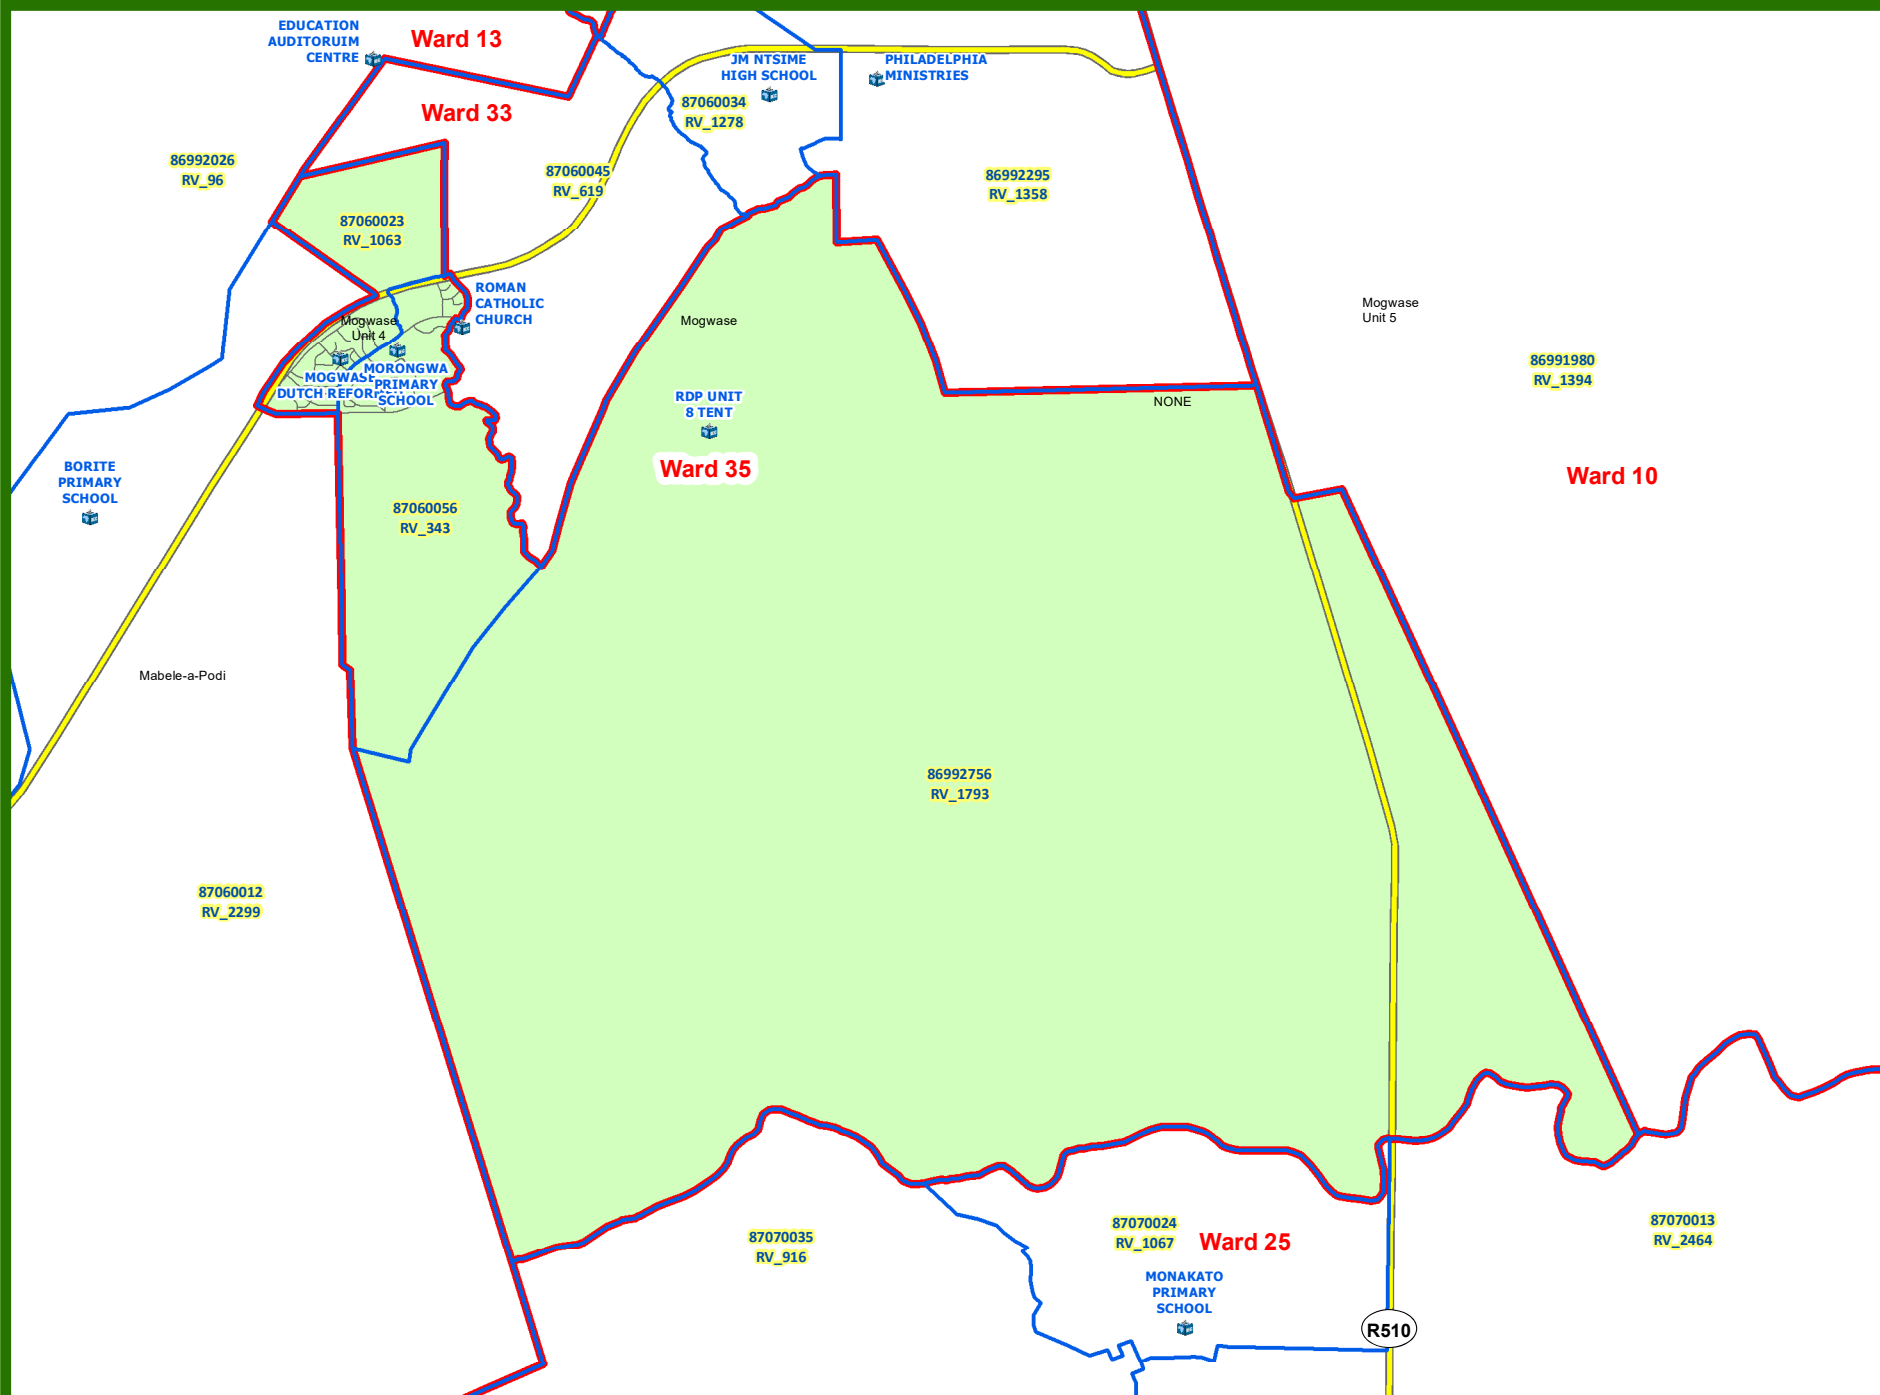 EDUCATION
AUDITORUIM
CENTRE
Ward 13
Ward 33
JM NTSIME
HIGH SCHOOL
PHILADELPHIA
MINISTRIES
87060034
RV_1278
86992026
RV_96
87060045
RV_619
86992295
RV_1358
87060023
RV_1063
ROMAN
CATHOLIC
CHURCH
Mogwase
Unit 4
Mogwase
Mogwase
Unit 5
86991980
RV_1394
MORONGWA
PRIMARY
SCHOOL
MOGWASE
DUTCH REFOR
RDP UNIT
8 TENT
NONE
Ward 35
Ward 10
BORITE
PRIMARY
SCHOOL
87060056
RV_343
Mabele-a-Podi
86992756
RV_1793
87060012
RV_2299
87070035
RV_916
87070024
RV_1067
Ward 25
87070013
RV_2464
MONAKATO
PRIMARY
SCHOOL
R510